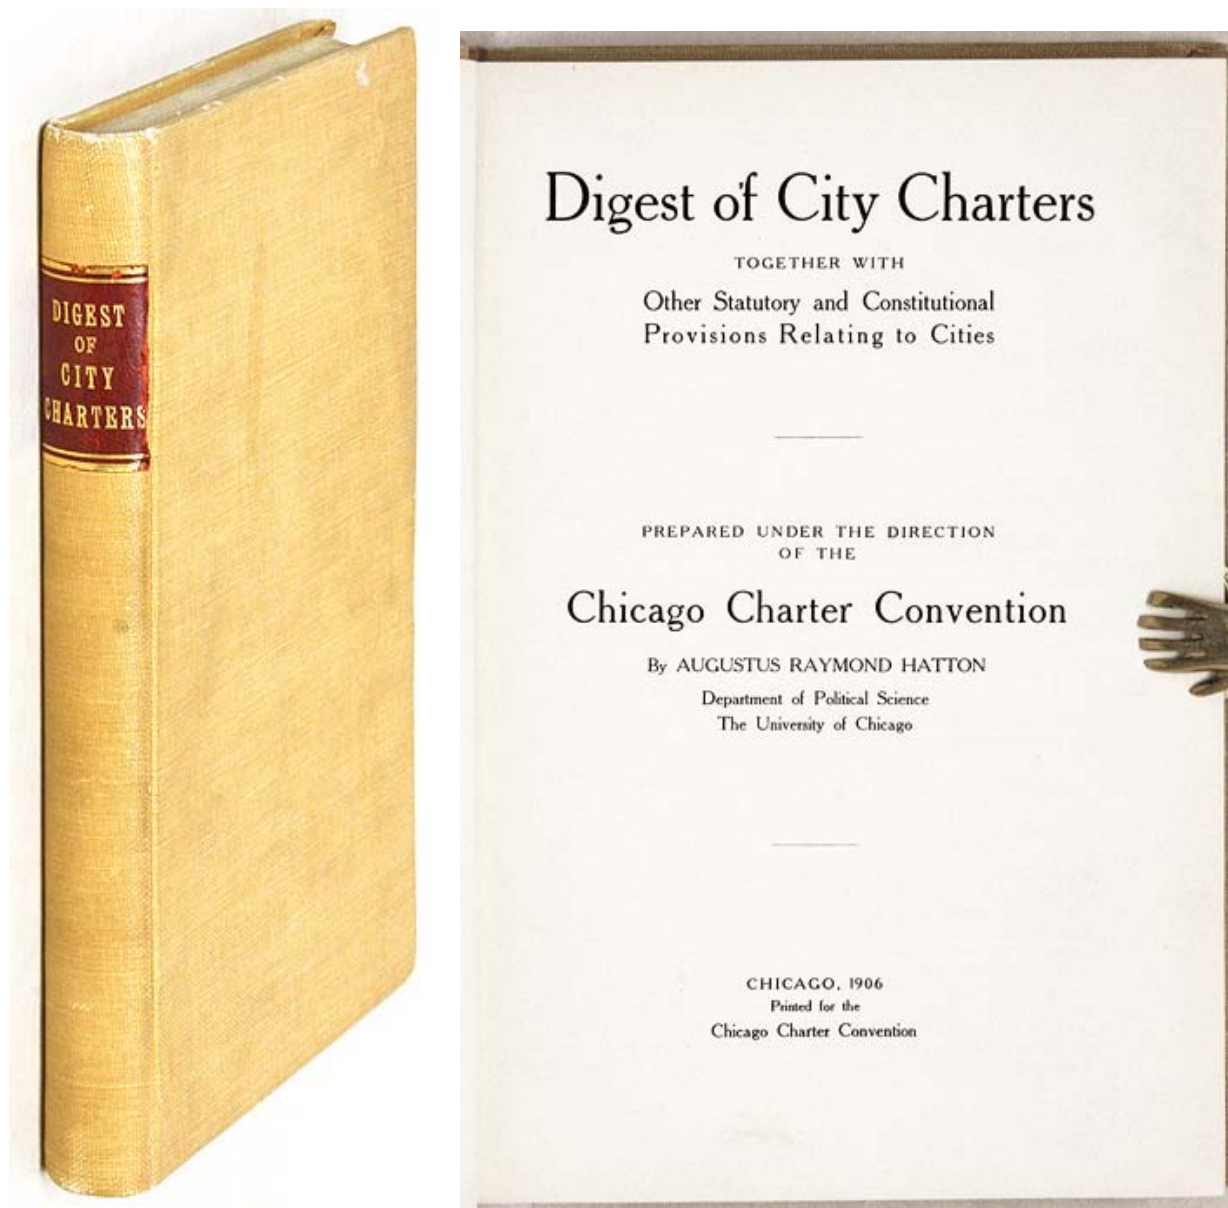 DIGEST
OF
CITY
CHARTERS
Digest of City Charters
TOGETHER WITH
Other Statutory and Constitutional
Provisions Relating to Cities
PREPARED UNDER THE DIRECTION
OF THE
Chicago Charter Convention
By AUGUSTUS RAYMOND HATTON
Department of Political Science
The University of Chicago
CHICAGO, 1906
Printed for the
Chicago Charter Convention